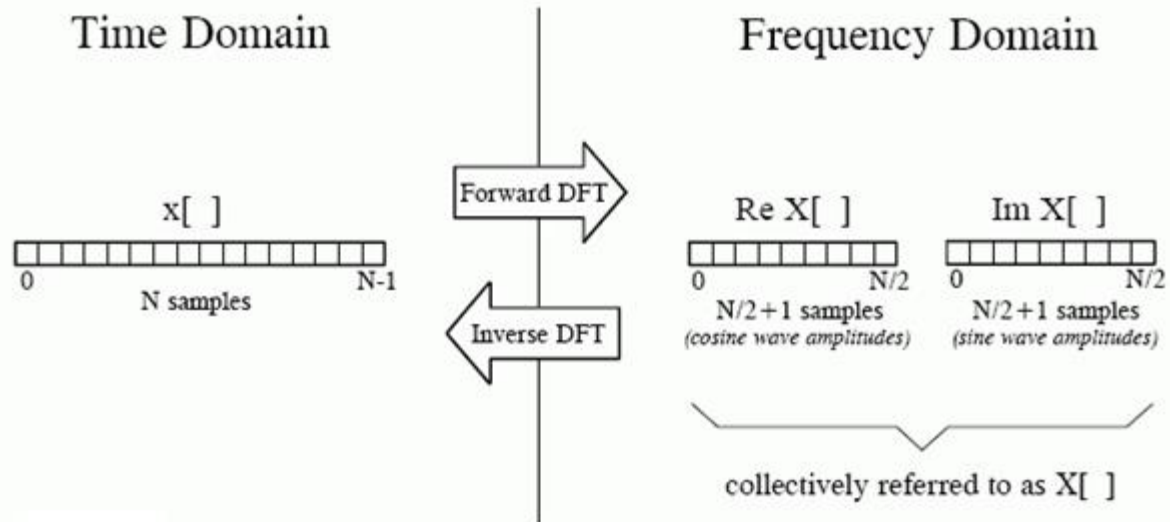 Time Domain
Frequency Domain
Forward DFT
x[ ]
0
N-1
N samples
Inverse DFT
Re X[ ]
0
N/2
N/2+1 samples
(cosine wave amplitudes)
Im X[ ]
0
N/2
N/2+1 samples
(sine wave amplitudes)
collectively referred to as X[ ]